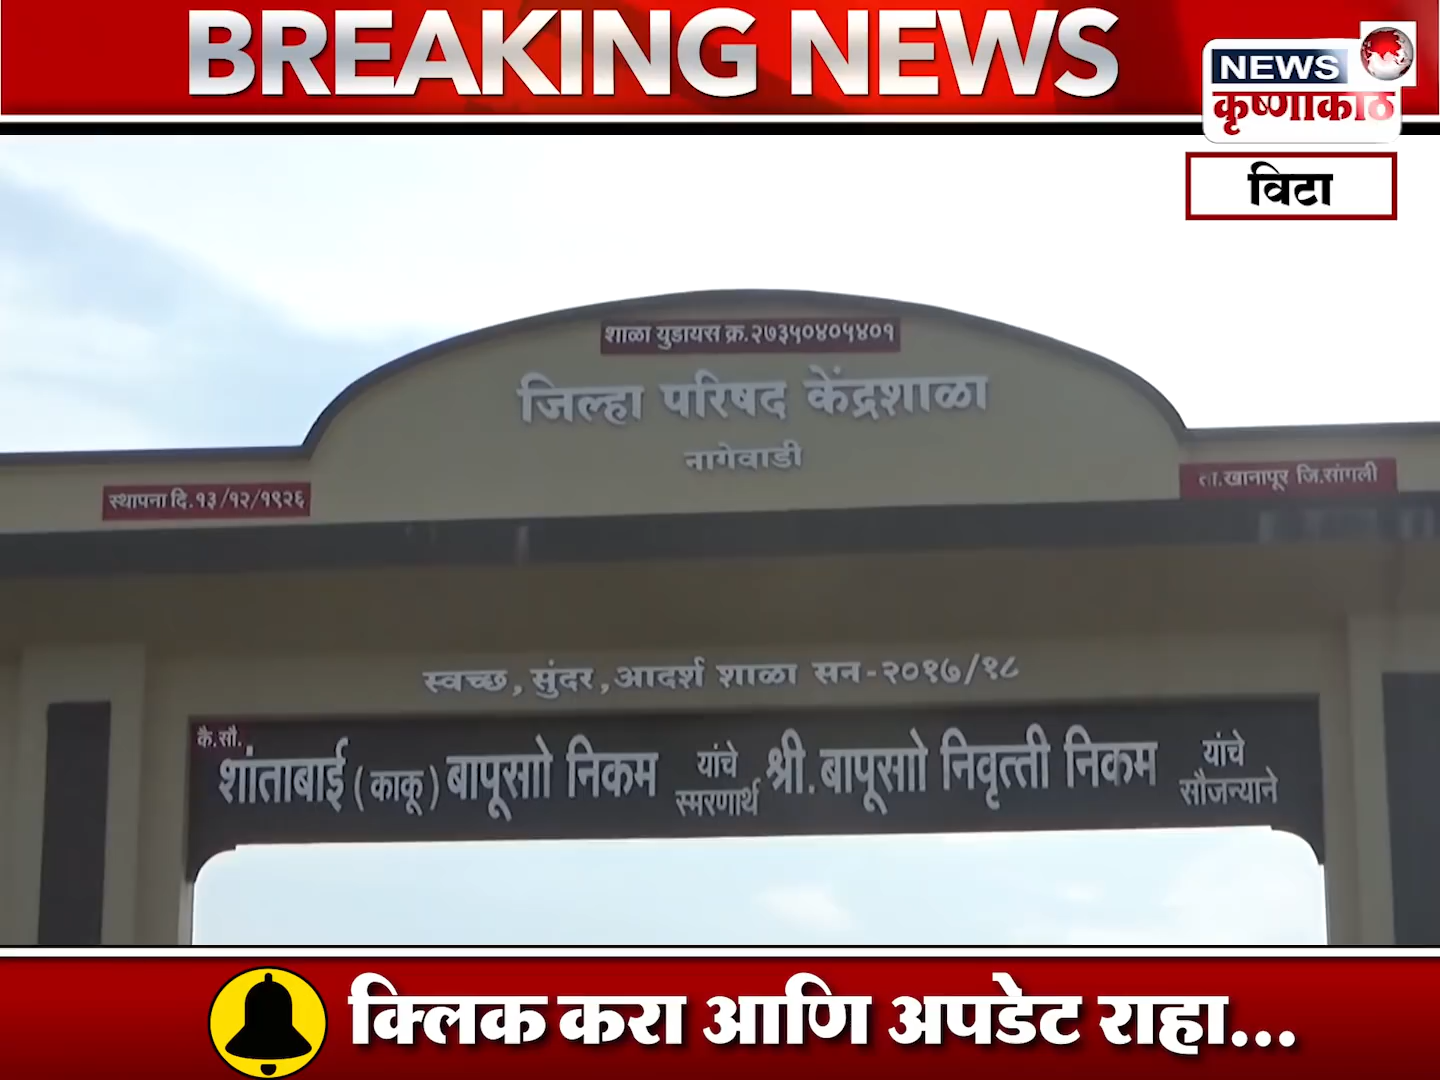 BREAKING NEWS
NEWS
कृष्णाकाठ
विटा
शाळा युडायस क्र.२७३५०४०५४०१
जिल्हा परिषद केंद्रशाळा
नागेवाडी
स्थापना दि.१३/१२/१९२६
ता.खानापूर जि.सांगली
स्वच्छ, सुंदर, आदर्श शाळा सन-२०१७/१८
कै.सौ.
शांताबाई (काकू) बापूसाो निकम यांचे स्मरणार्थ श्री. बापूसाो निवृत्ती निकम यांचे सौजन्याने
क्लिक करा आणि अपडेट राहा...